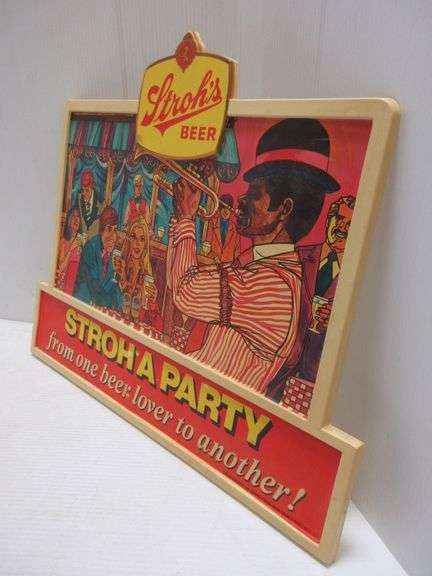 Stroh's
BEER
STROH A PARTY
from one beer lover to another!